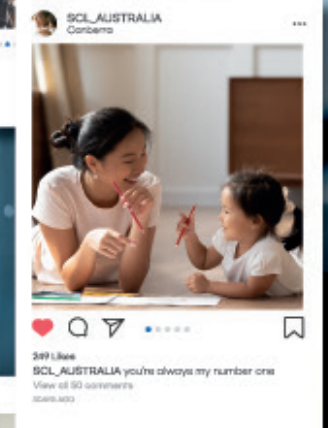 SCL_AUSTRALIA
Canberra
249 Likes
SCL_AUSTRALIA you're always my number one
View all 50 comments